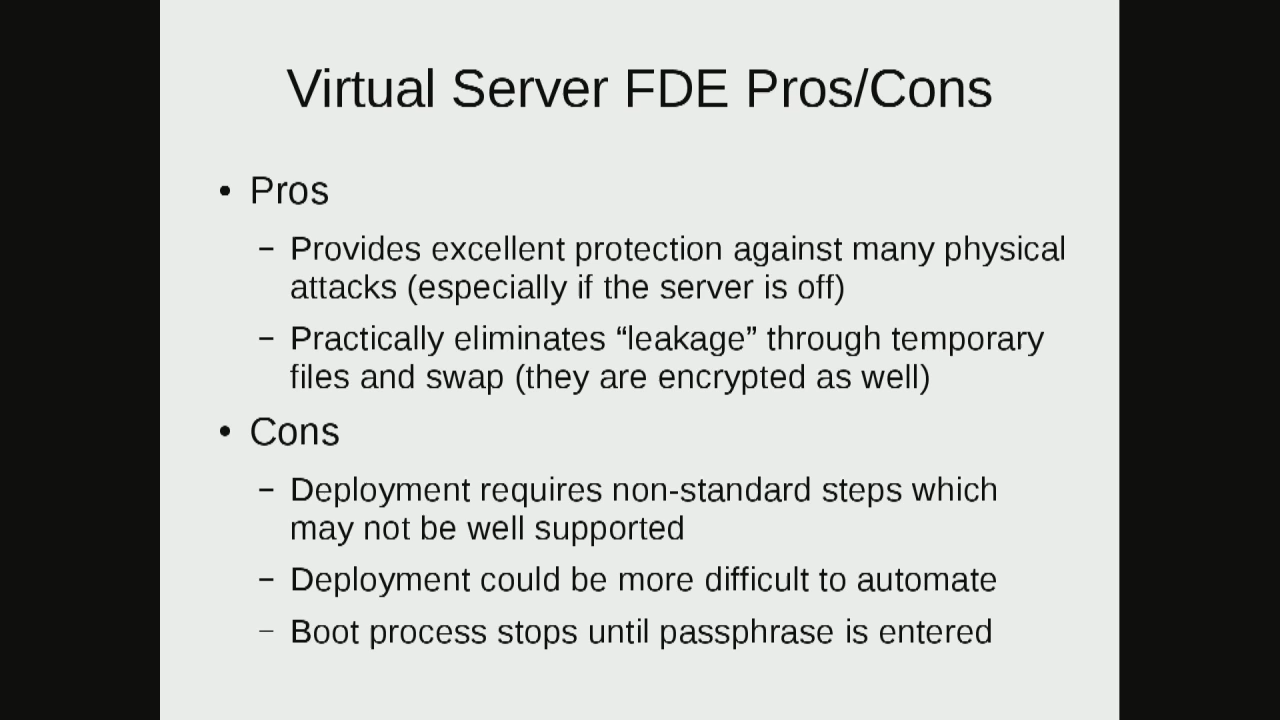 Virtual Server FDE Pros/Cons
• Pros
– Provides excellent protection against many physical
attacks (especially if the server is off)
– Practically eliminates “leakage” through temporary
files and swap (they are encrypted as well)
• Cons
– Deployment requires non-standard steps which
may not be well supported
– Deployment could be more difficult to automate
– Boot process stops until passphrase is entered